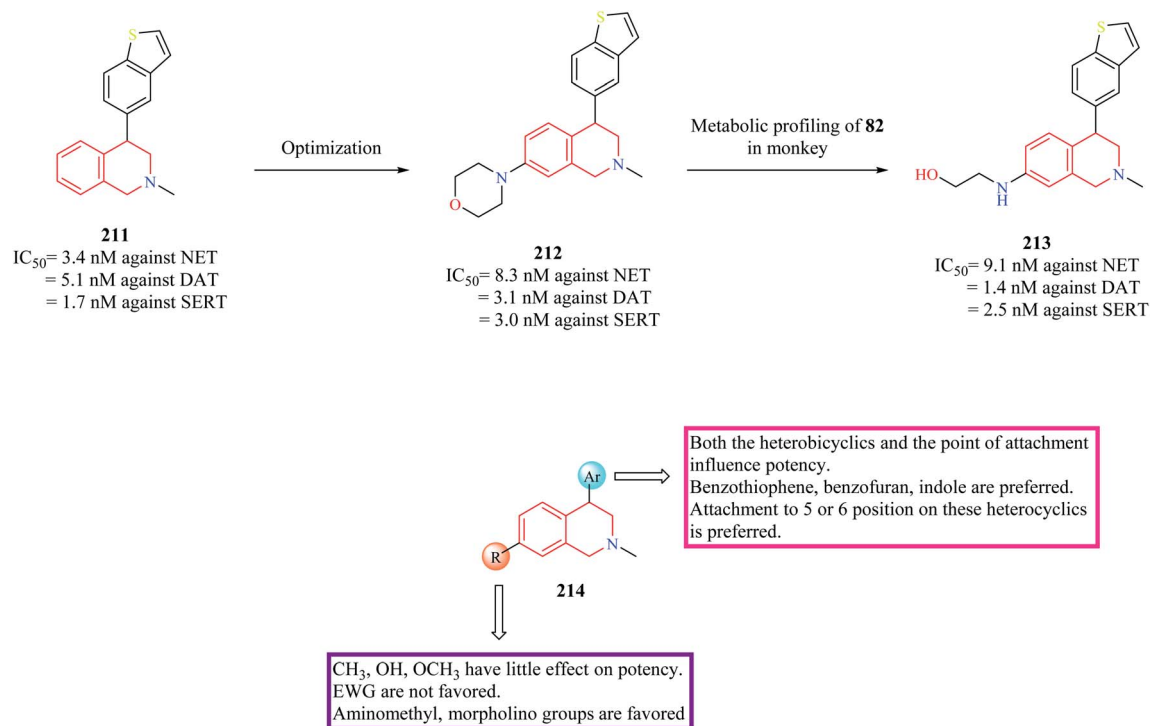 S
N
211
IC50= 3.4 nM against NET
= 5.1 nM against DAT
= 1.7 nM against SERT
Optimization
S
N
N
O
212
IC50= 8.3 nM against NET
= 3.1 nM against DAT
= 3.0 nM against SERT
Metabolic profiling of 82
in monkey
S
N
HO
N
H
213
IC50= 9.1 nM against NET
= 1.4 nM against DAT
= 2.5 nM against SERT
Ar
N
R
214
Both the heterobicyclics and the point of attachment
influence potency.
Benzothiophene, benzofuran, indole are preferred.
Attachment to 5 or 6 position on these heterocyclics
is preferred.
CH3, OH, OCH3 have little effect on potency.
EWG are not favored.
Aminomethyl, morpholino groups are favored